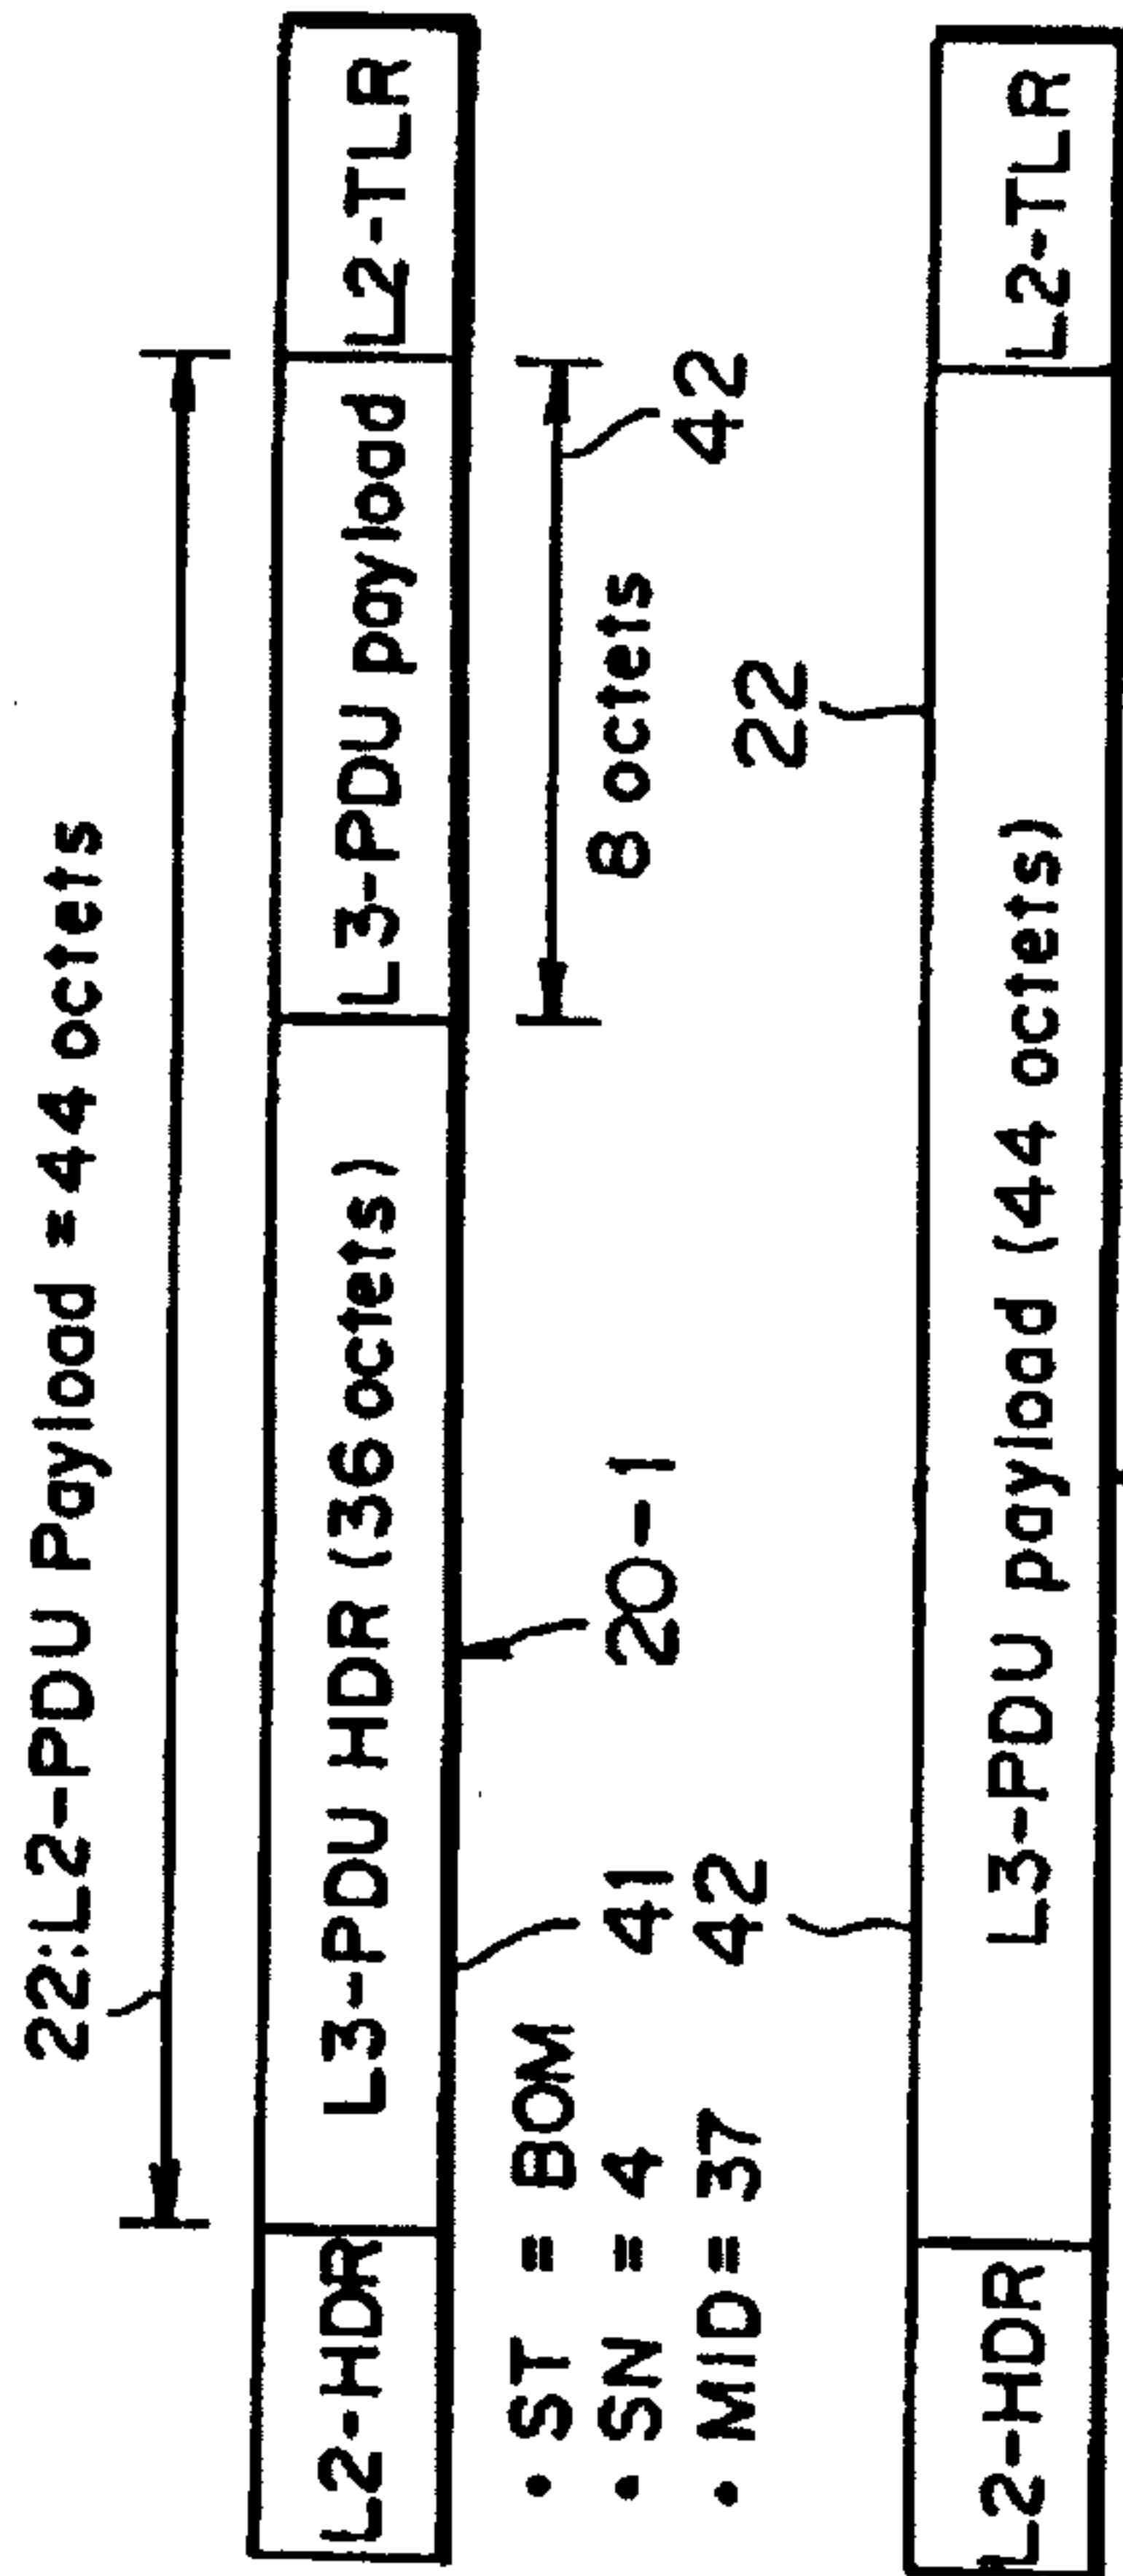 22:L2-PDU Payload = 44 octets
L2-HDR
L3-PDU HDR (36 octets)
L3-PDU payload
L2-TLR
• ST = BOM
• SN = 4
• MID = 37
41
20-1
8 octets
42
42
22
L2-HDR
L3-PDU payload (44 octets)
L2-TLR